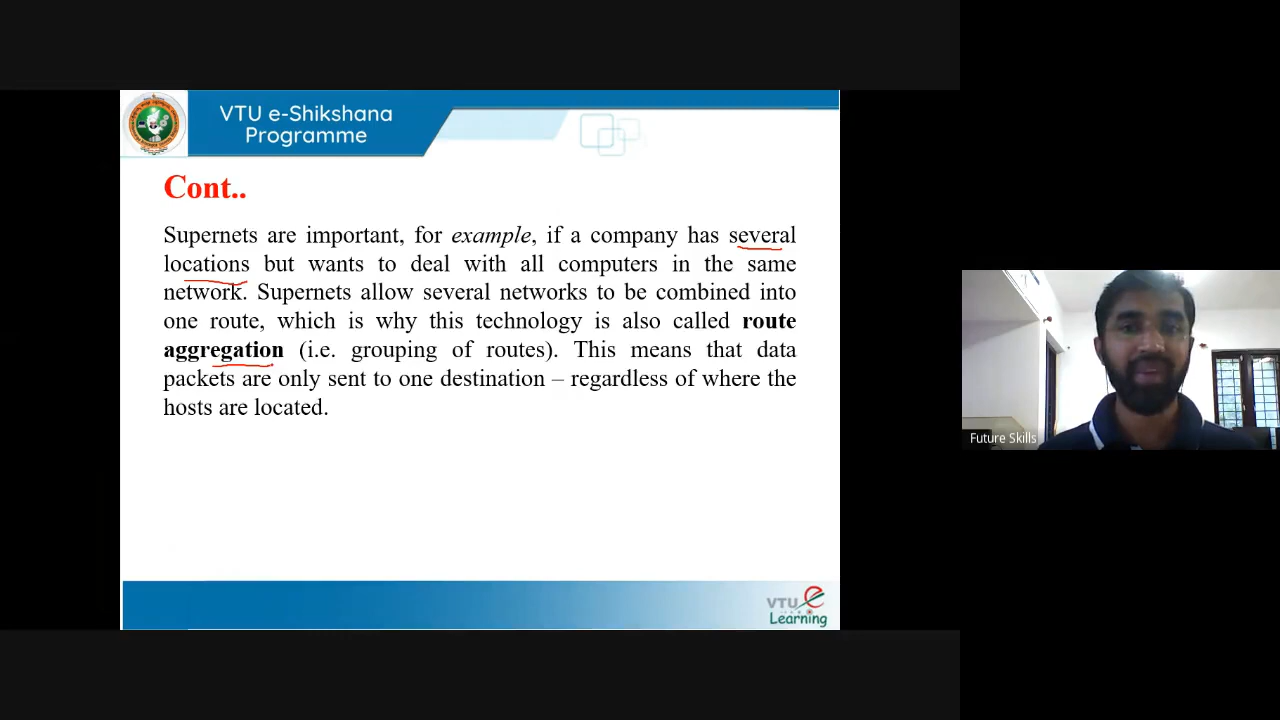 VTU e-Shikshana
Programme
Cont..
Supernets are important, for example, if a company has several
locations but wants to deal with all computers in the same
network. Supernets allow several networks to be combined into
one route, which is why this technology is also called route
aggregation (i.e. grouping of routes). This means that data
packets are only sent to one destination – regardless of where the
hosts are located.
Future Skills
VTU e
Learning